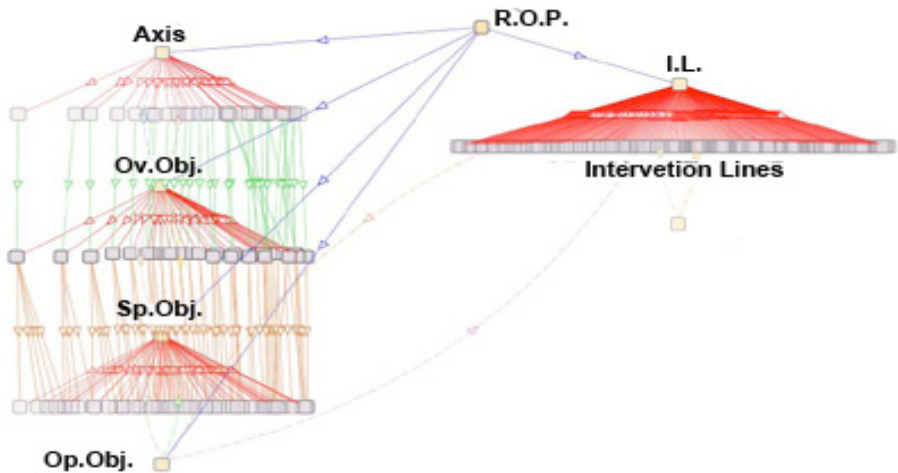 R.O.P.
Axis
I.L.
Intervetion Lines
Ov.Obj.
Sp.Obj.
Op.Obj.